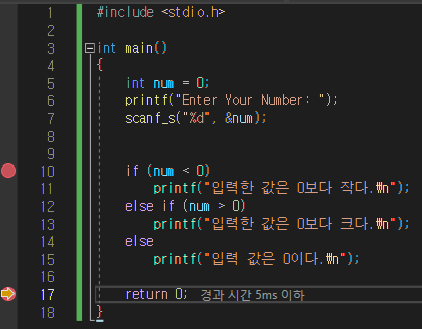 1 #include <stdio.h>
2
3 int main()
4 {
5 int num = 0;
6 printf("Enter Your Number: ");
7 scanf_s("%d", &num);
8
9
10 if (num < 0)
11 printf("입력한 값은 0보다 작다.₩n");
12 else if (num > 0)
13 printf("입력한 값은 0보다 크다.₩n");
14 else
15 printf("입력 값은 0이다.₩n");
16
17 return 0; 경과 시간 5ms 이하
18 }